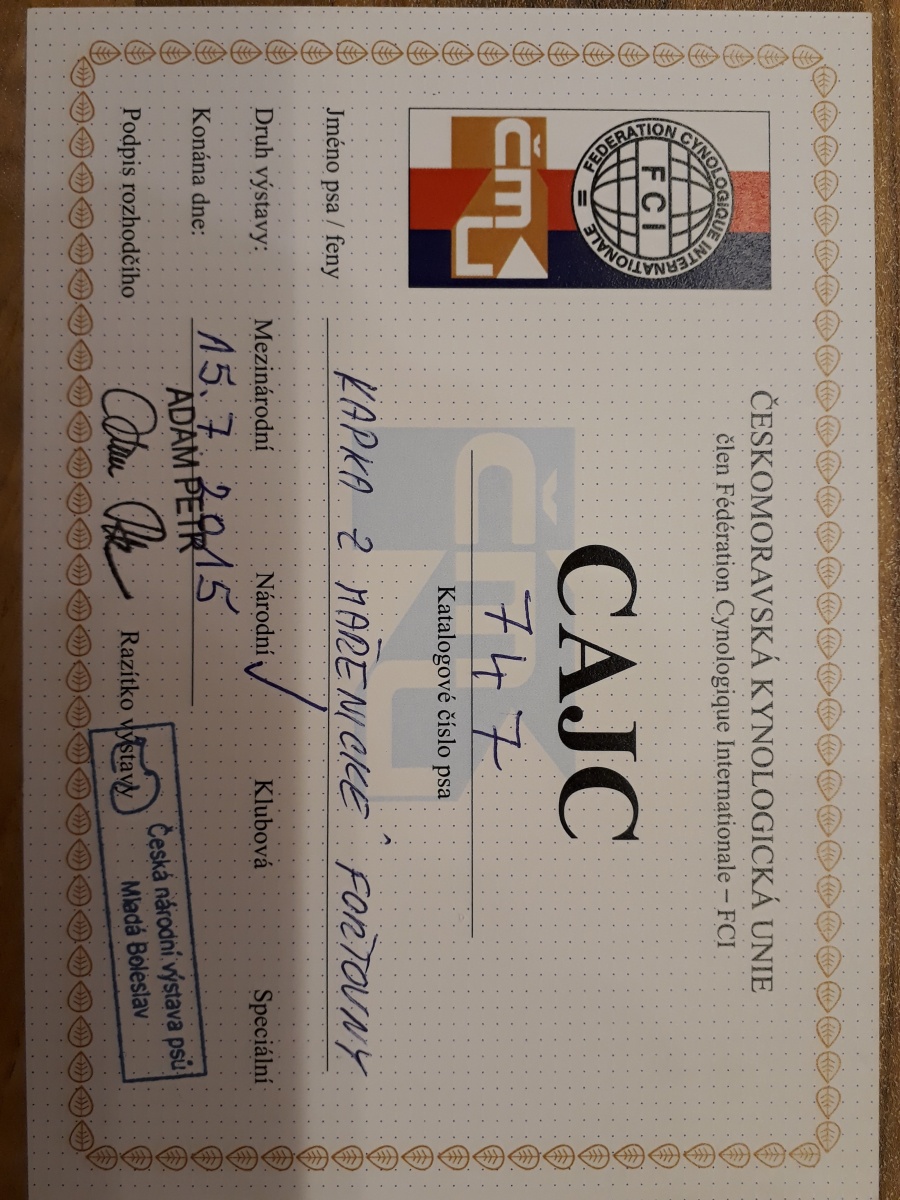 ČESKOMORAVSKÁ KYNOLOGICKÁ UNIE
člen Fédération Cynologique Internationale – FCI
FEDERATION CYNOLOGIQUE INTERNATIONALE
FCI
ČMKU
CAJC
747
Katalogové číslo psa
Jméno psa / feny KAPKA Z MAŘENICKÉ FORTOVNY
Druh výstavy: Mezinárodní Národní ✓ Klubová Speciální
Konána dne: 15.7 2015
ADAM PETR
Podpis rozhodčího Razítko výstavy
Česká národní výstava psů
Mladá Boleslav